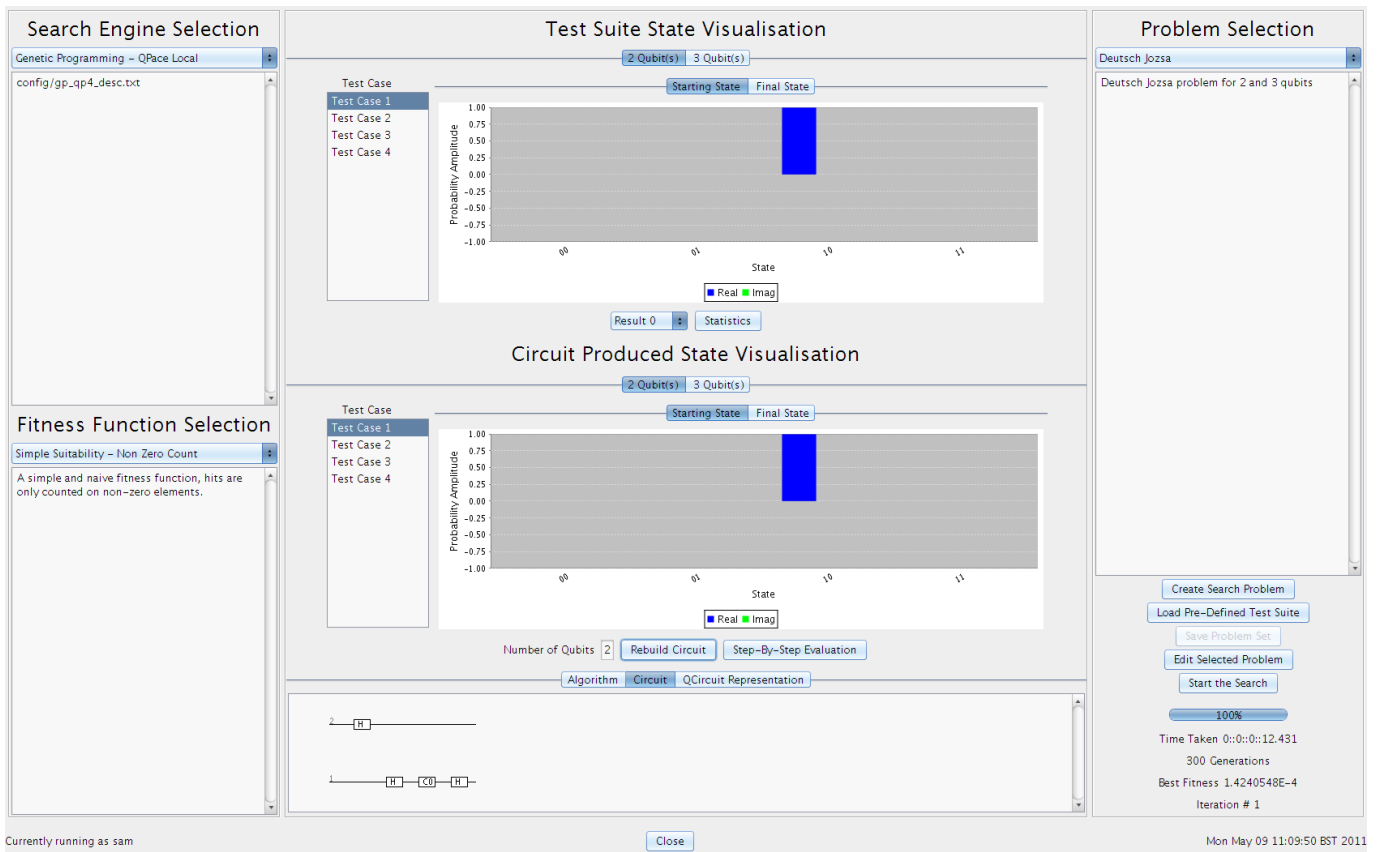 Search Engine Selection
Genetic Programming – QPace Local
config/gp_qp4_desc.txt
Fitness Function Selection
Simple Suitability – Non Zero Count
A simple and naive fitness function, hits are
only counted on non-zero elements.
Test Suite State Visualisation
2 Qubit(s) 3 Qubit(s)
Test Case
Test Case 1
Test Case 2
Test Case 3
Test Case 4
Starting State Final State
Probability Amplitude
1.00
0.75
0.50
0.25
0.00
-0.25
-0.50
-0.75
-1.00
00 01 10 11
State
Real Imag
Result 0 Statistics
Circuit Produced State Visualisation
2 Qubit(s) 3 Qubit(s)
Test Case
Test Case 1
Test Case 2
Test Case 3
Test Case 4
Starting State Final State
Probability Amplitude
1.00
0.75
0.50
0.25
0.00
-0.25
-0.50
-0.75
-1.00
00 01 10 11
State
Real Imag
Number of Qubits 2 Rebuild Circuit Step-By-Step Evaluation
Algorithm Circuit QCircuit Representation
2 H
1 H C0 H
Problem Selection
Deutsch Jozsa
Deutsch Jozsa problem for 2 and 3 qubits
Create Search Problem
Load Pre-Defined Test Suite
Save Problem Set
Edit Selected Problem
Start the Search
100%
Time Taken 0::0::0::12.431
300 Generations
Best Fitness 1.4240548E-4
Iteration # 1
Currently running as sam
Close
Mon May 09 11:09:50 BST 2011